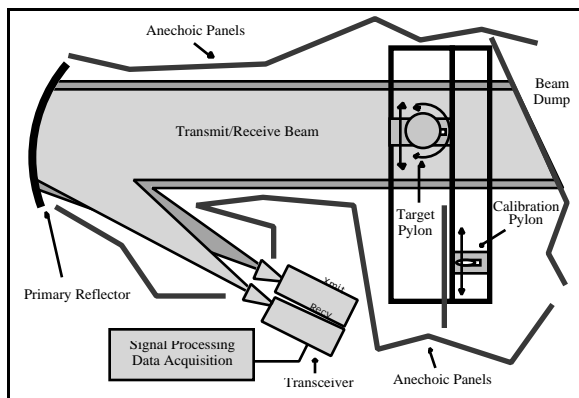 Anechoic Panels
Beam
Dump
Transmit/Receive Beam
Target
Pylon
Calibration
Pylon
Primary Reflector
Xmit
Recv
Signal Processing
Data Acquisition
Transceiver
Anechoic Panels